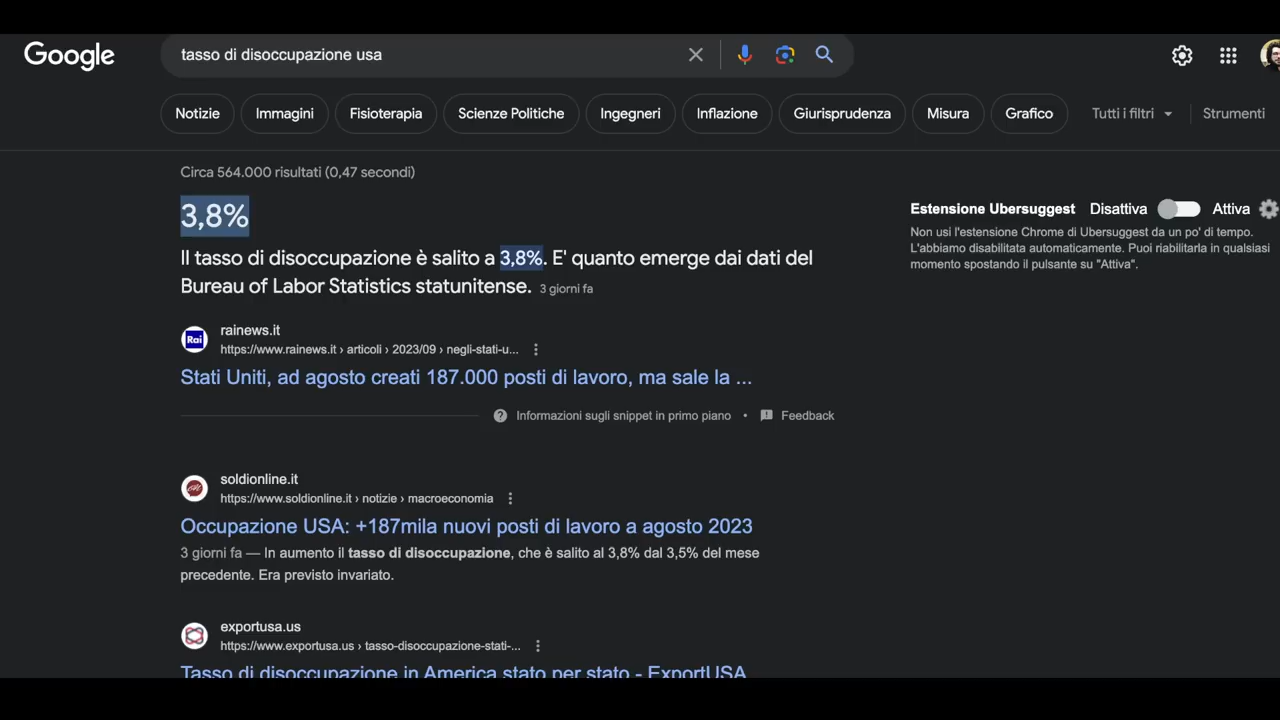 Google
tasso di disoccupazione usa
Notizie
Immagini
Fisioterapia
Scienze Politiche
Ingegneri
Inflazione
Giurisprudenza
Misura
Grafico
Tutti i filtri
Strumenti
Circa 564.000 risultati (0,47 secondi)
3,8%
Il tasso di disoccupazione è salito a 3,8%. E' quanto emerge dai dati del
Bureau of Labor Statistics statunitense. 3 giorni fa
Rai
rainews.it
https://www.rainews.it › articoli › 2023/09 › negli-stati-u...
Stati Uniti, ad agosto creati 187.000 posti di lavoro, ma sale la ...
Informazioni sugli snippet in primo piano • Feedback
soldionline.it
https://www.soldionline.it › notizie › macroeconomia
Occupazione USA: +187mila nuovi posti di lavoro a agosto 2023
3 giorni fa — In aumento il tasso di disoccupazione, che è salito al 3,8% dal 3,5% del mese
precedente. Era previsto invariato.
exportusa.us
https://www.exportusa.us › tasso-disoccupazione-stati-...
Tasso di disoccupazione in America stato per stato - ExportUSA
Estensione Ubersuggest Disattiva Attiva
Non usi l'estensione Chrome di Ubersuggest da un po' di tempo.
L'abbiamo disabilitata automaticamente. Puoi riabilitarla in qualsiasi
momento spostando il pulsante su "Attiva".